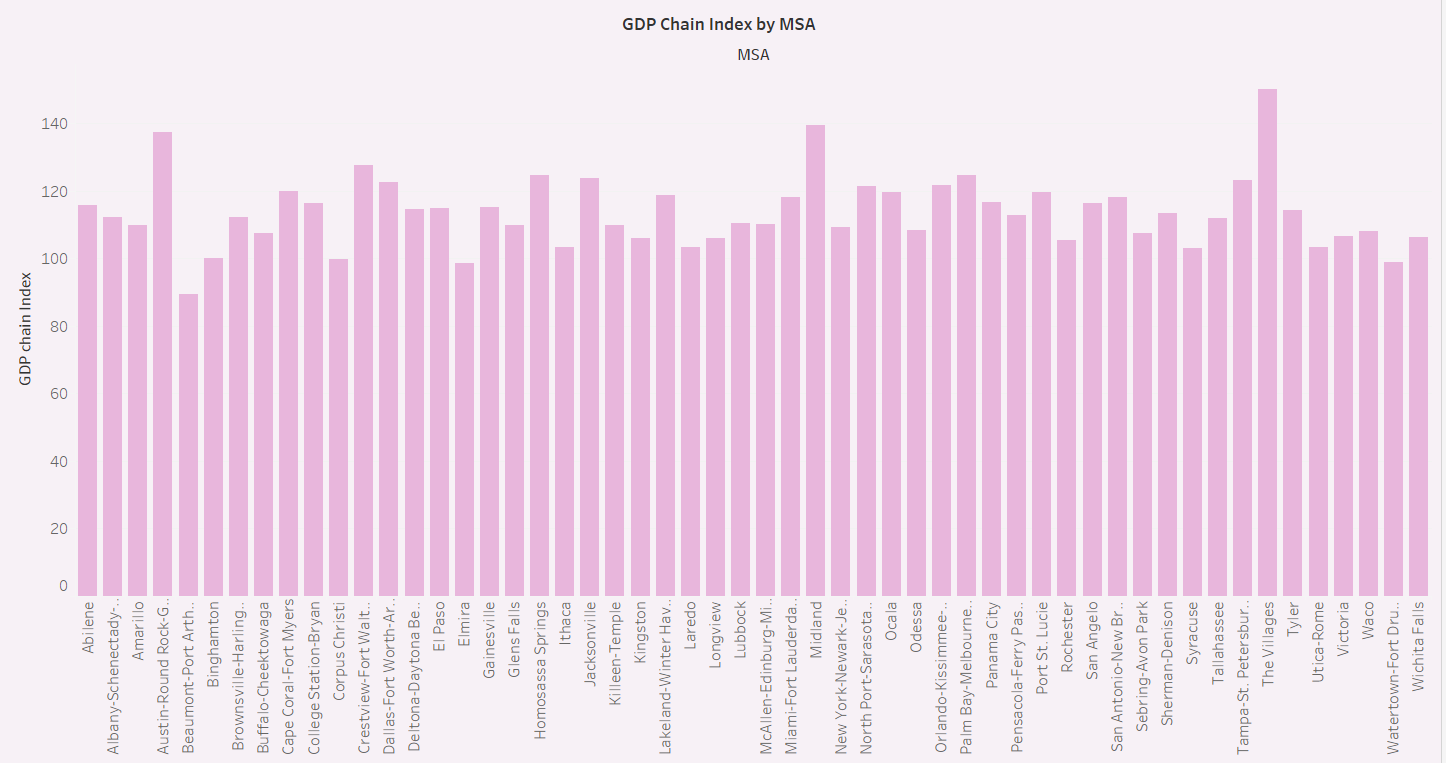 GDP Chain Index by MSA
MSA
GDP chain Index
140
120
100
80
60
40
20
0
Abilene
Albany-Schenectady-..
Amarillo
Austin-Round Rock-G..
Beaumont-Port Arth..
Binghamton
Brownsville-Harling..
Buffalo-Cheektowaga
Cape Coral-Fort Myers
College Station-Bryan
Corpus Christi
Crestview-Fort Walt..
Dallas-Fort Worth-Ar..
Deltona-Daytona Be..
El Paso
Elmira
Gainesville
Glens Falls
Homosassa Springs
Ithaca
Jacksonville
Killeen-Temple
Kingston
Lakeland-Winter Hav..
Laredo
Longview
Lubbock
McAllen-Edinburg-Mi..
Miami-Fort Lauderda..
Midland
New York-Newark-Je..
North Port-Sarasota..
Ocala
Odessa
Orlando-Kissimmee-..
Palm Bay-Melbourne..
Panama City
Pensacola-Ferry Pas..
Port St. Lucie
Rochester
San Angelo
San Antonio-New Br..
Sebring-Avon Park
Sherman-Denison
Syracuse
Tallahassee
Tampa-St. Petersbur..
The Villages
Tyler
Utica-Rome
Victoria
Waco
Watertown-Fort Dru..
Wichita Falls